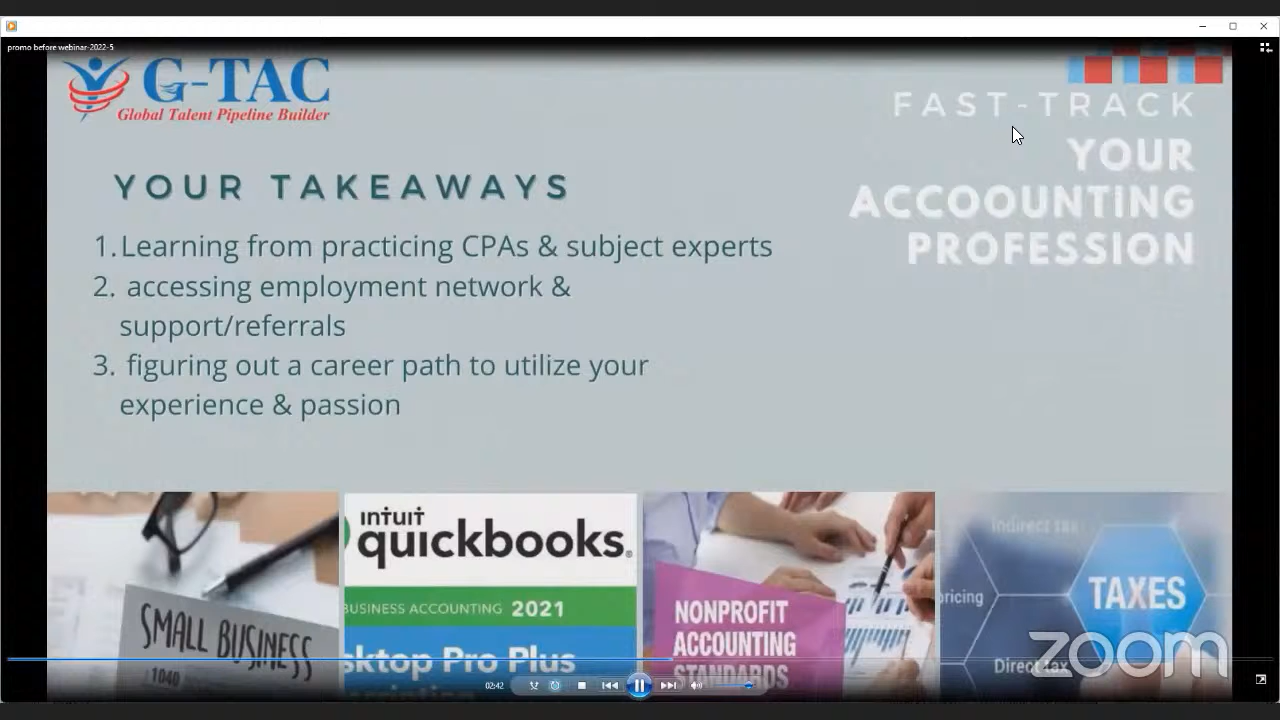 promo before webinar-2022-5
G-TAC
Global Talent Pipeline Builder
FAST-TRACK
YOUR
ACCOOUNTING
PROFESSION
YOUR TAKEAWAYS
1. Learning from practicing CPAs & subject experts
2. accessing employment network &
support/referrals
3. figuring out a career path to utilize your
experience & passion
SMALL BUSINESS
1040
intuit
quickbooks.
BUSINESS ACCOUNTING 2021
sktop Pro Plus
NONPROFIT
ACCOUNTING
STANDARDS
Indirect tax
pricing
TAXES
Direct tax
zoom
02:42